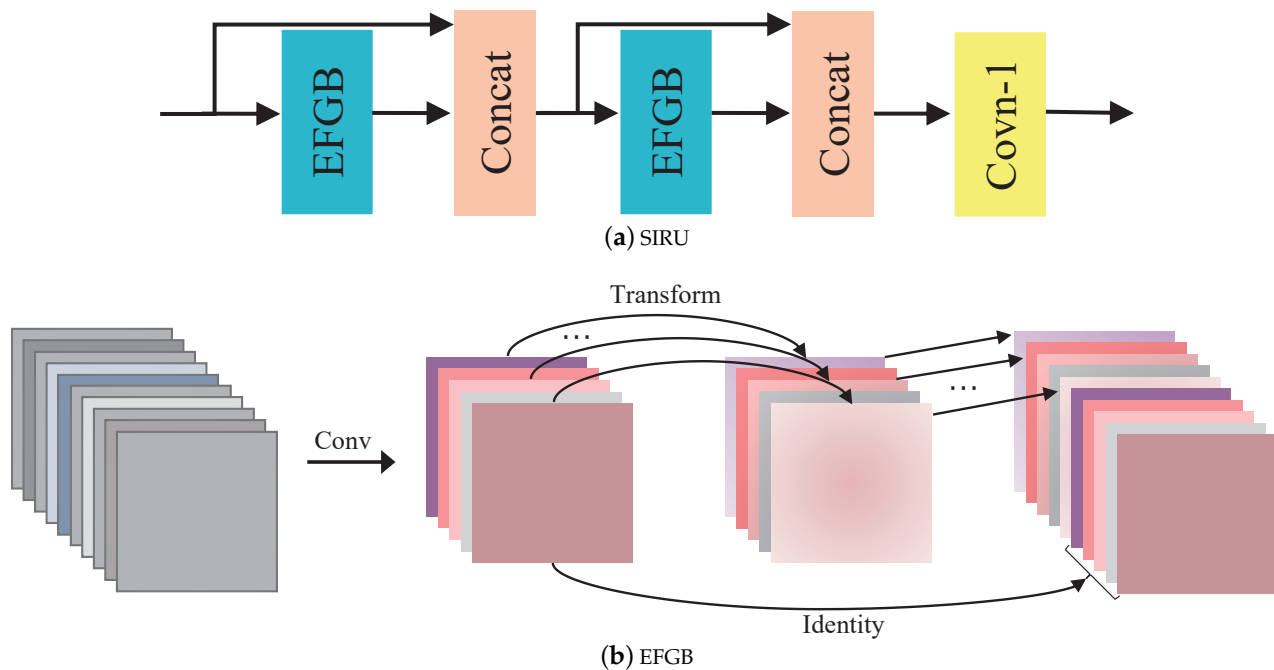 EFGB
Concat
EFGB
Concat
Covn-1
(a) SIRU
Transform
...
...
Conv
Identity
(b) EFGB